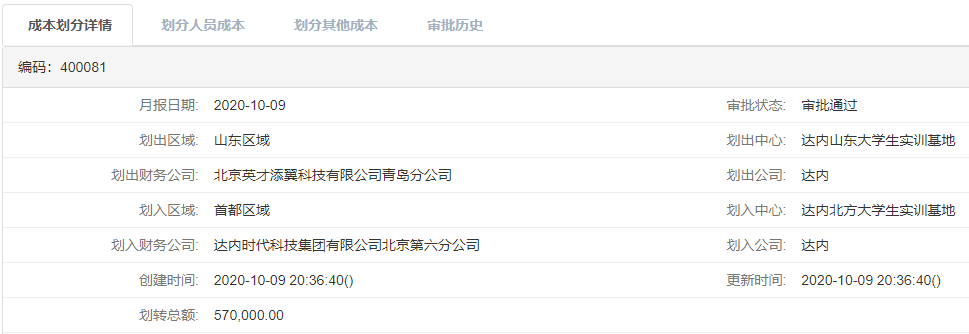 成本划分详情 划分人员成本 划分其他成本 审批历史
编码：400081
月报日期: 2020-10-09 审批状态: 审批通过
划出区域: 山东区域 划出中心: 达内山东大学生实训基地
划出财务公司: 北京英才添翼科技有限公司青岛分公司 划出公司: 达内
划入区域: 首都区域 划入中心: 达内北方大学生实训基地
划入财务公司: 达内时代科技集团有限公司北京第六分公司 划入公司: 达内
创建时间: 2020-10-09 20:36:40() 更新时间: 2020-10-09 20:36:40()
划转总额: 570,000.00